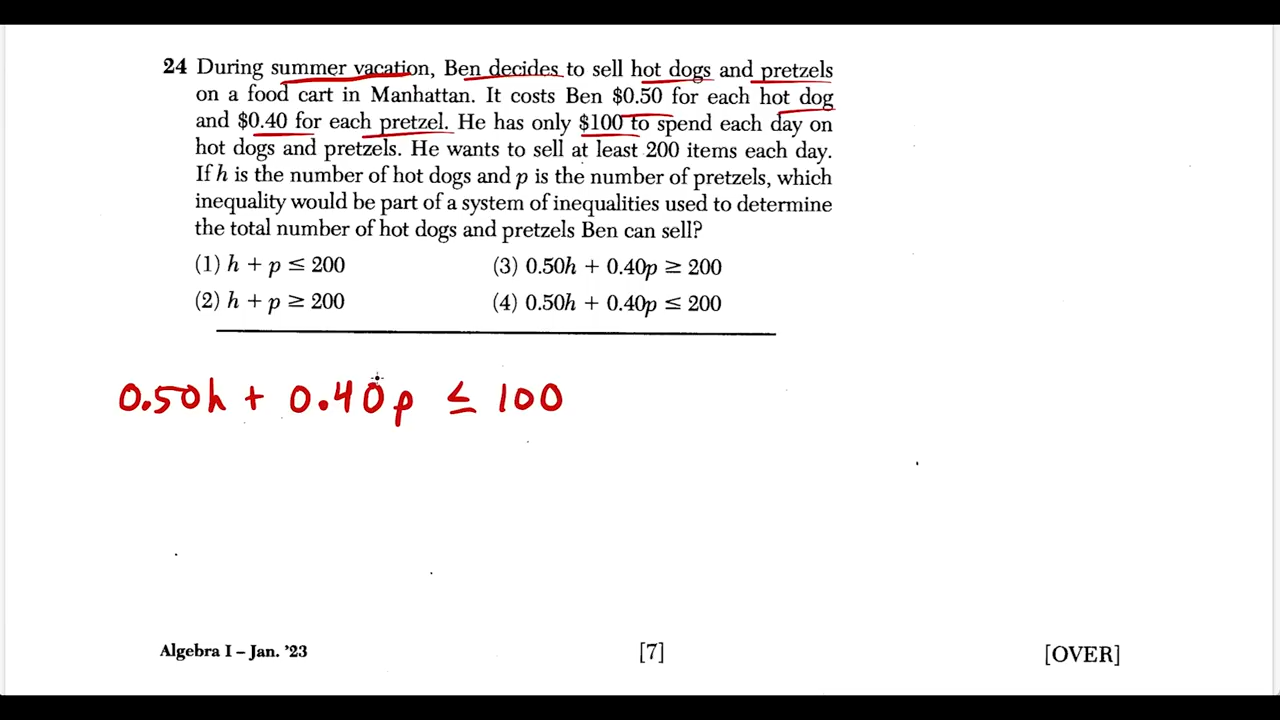 24 During summer vacation, Ben decides to sell hot dogs and pretzels
on a food cart in Manhattan. It costs Ben $0.50 for each hot dog
and $0.40 for each pretzel. He has only $100 to spend each day on
hot dogs and pretzels. He wants to sell at least 200 items each day.
If h is the number of hot dogs and p is the number of pretzels, which
inequality would be part of a system of inequalities used to determine
the total number of hot dogs and pretzels Ben can sell?
(1) h + p ≤ 200
(3) 0.50h + 0.40p ≥ 200
(2) h + p ≥ 200
(4) 0.50h + 0.40p ≤ 200
0.50h + 0.40p ≤ 100
Algebra I – Jan. ’23
[7]
[OVER]